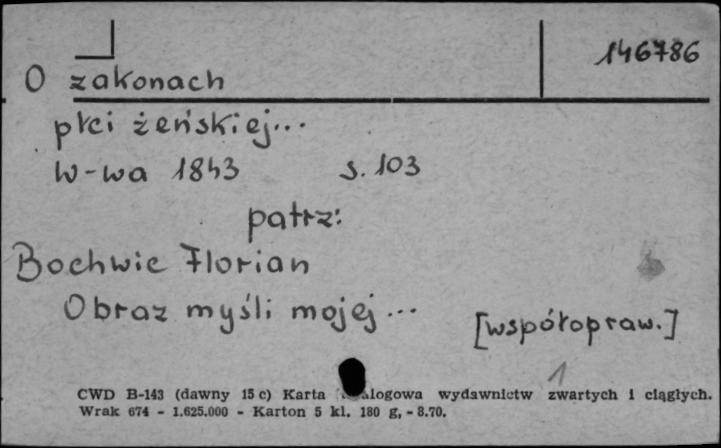 146786
O zakonach
płci żeńskiej...
W-wa 1843 s. 103
patrz:
Bochwic Florian
Obraz myśli mojej...
[współopraw.]
1
CWD B-143 (dawny 15 c) Karta wydawnictw zwartych i ciągłych.
Wrak 674 - 1.625.000 - Karton 5 kl. 180 g, - 8.70.